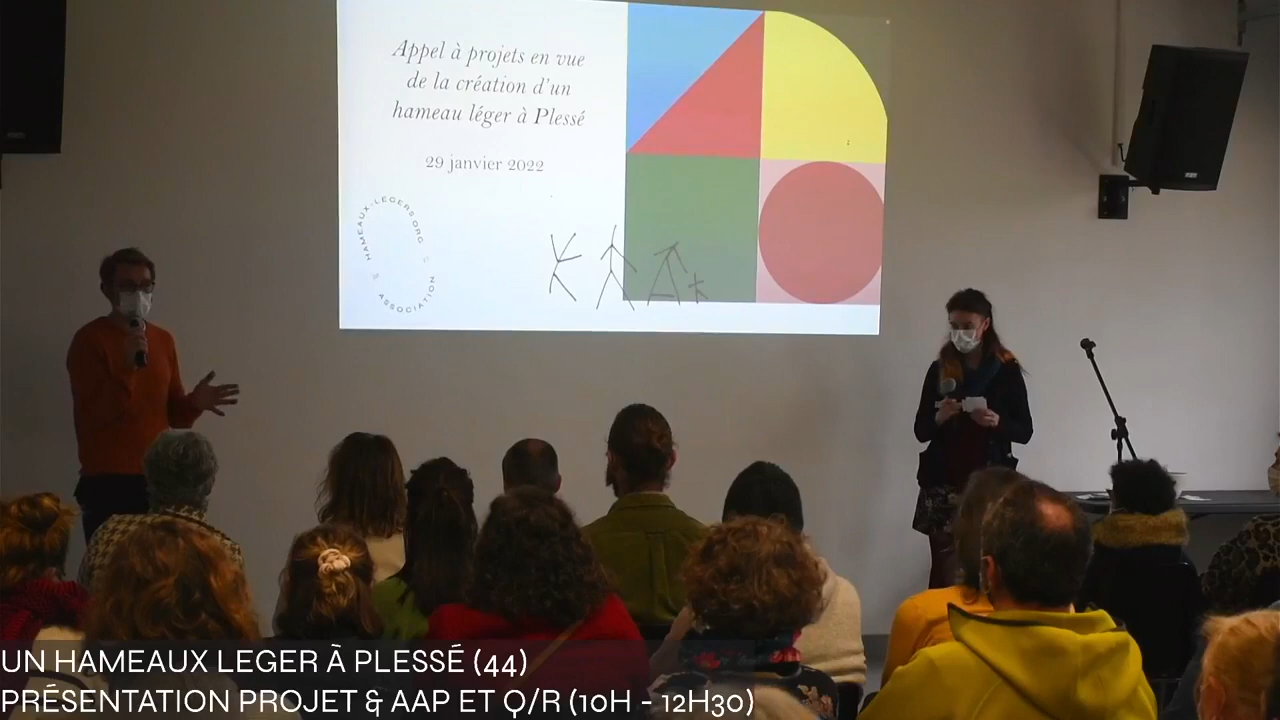 Appel à projets en vue
de la création d'un
hameau léger à Plessé
29 janvier 2022
HAMEAUX-LEGERS.ORG
ASSOCIATION
UN HAMEAUX LEGER À PLESSÉ (44)
PRÉSENTATION PROJET & AAP ET Q/R (10H - 12H30)